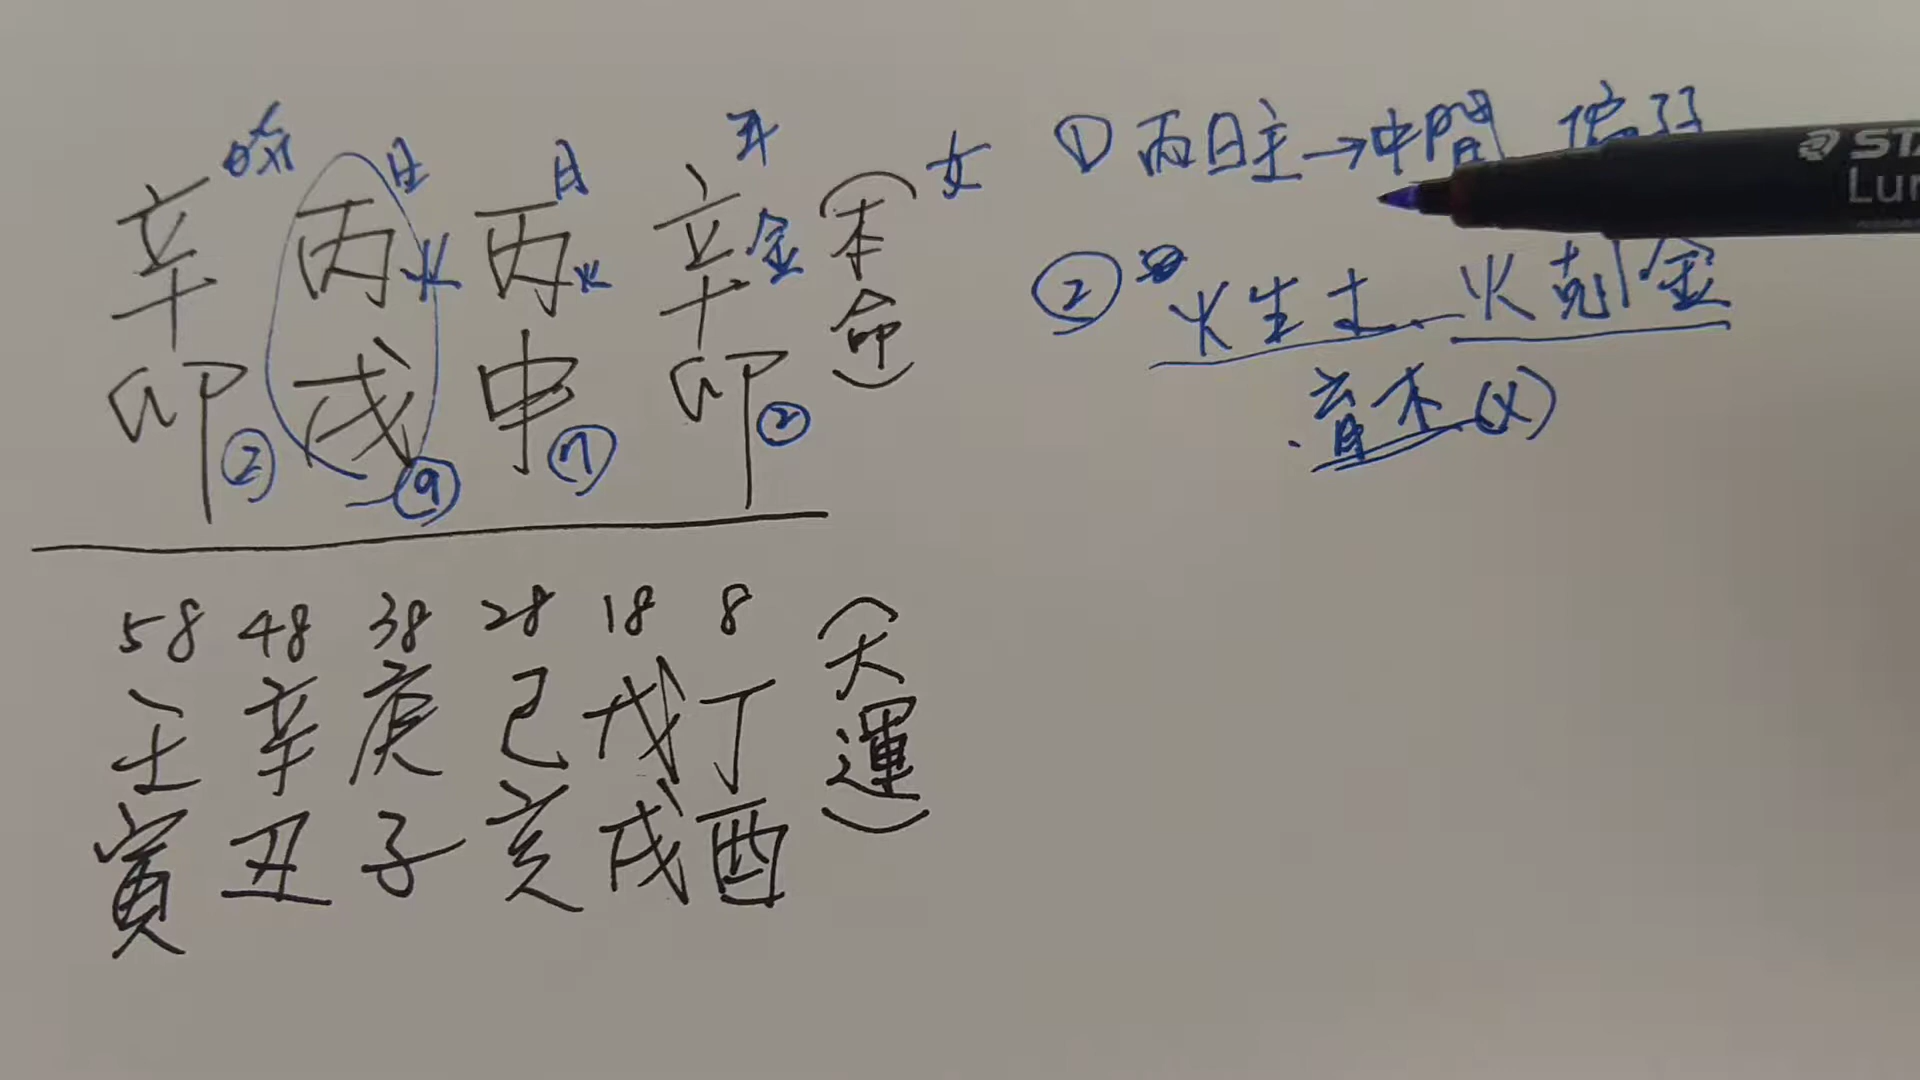 時 日 月 年 女
辛 丙火 丙火 辛金 (本命)
卯② 戌⑨ 申⑦ 卯②
58 48 38 28 18 8 (大運)
壬 辛 庚 己 戊 丁
寅 丑 子 亥 戌 酉
① 丙日主→中間 偏弱
② 火生土、火剋金
育木(X)
STA
Lu